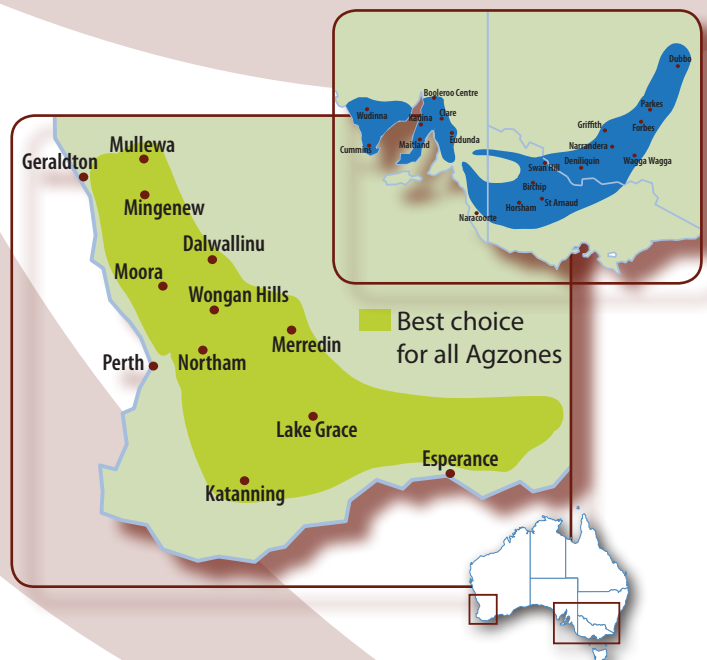 Dubbo
Booleroo Centre
Parkes
Wudinna
Kadina
Clare
Griffith
Forbes
Cummins
Maitland
Eudunda
Narrandera
Swan Hill
Deniliquin
Wagga Wagga
Birchip
Horsham
St Arnaud
Naracoorte
Mullewa
Geraldton
Mingenew
Dalwallinu
Moora
Wongan Hills
Best choice
for all Agzones
Merredin
Perth
Northam
Lake Grace
Esperance
Katanning